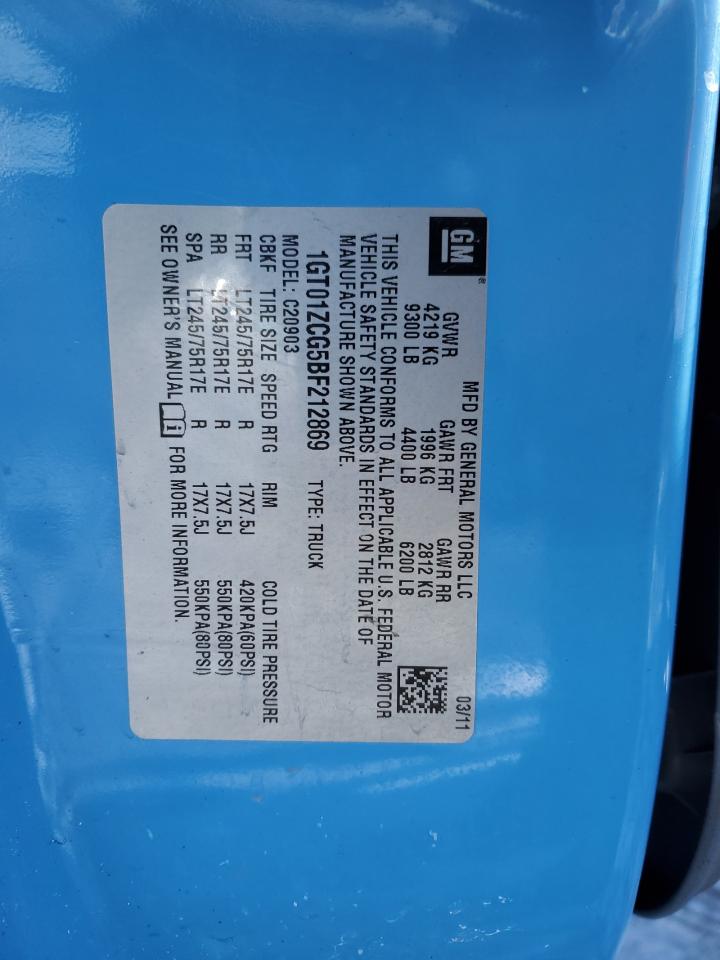 GM®
MFD BY GENERAL MOTORS LLC 03/11
GVWR GAWR FRT GAWR RR
4219 KG 1996 KG 2812 KG
9300 LB 4400 LB 6200 LB
THIS VEHICLE CONFORMS TO ALL APPLICABLE U.S. FEDERAL MOTOR
VEHICLE SAFETY STANDARDS IN EFFECT ON THE DATE OF
MANUFACTURE SHOWN ABOVE.
1GT01ZCG5BF212869 TYPE: TRUCK
MODEL: C20903
CBKF TIRE SIZE SPEED RTG RIM COLD TIRE PRESSURE
FRT LT245/75R17E R 17X7.5J 420KPA(60PSI)
RR LT245/75R17E R 17X7.5J 550KPA(80PSI)
SPA LT245/75R17E R 17X7.5J 550KPA(80PSI)
SEE OWNER'S MANUAL i FOR MORE INFORMATION.